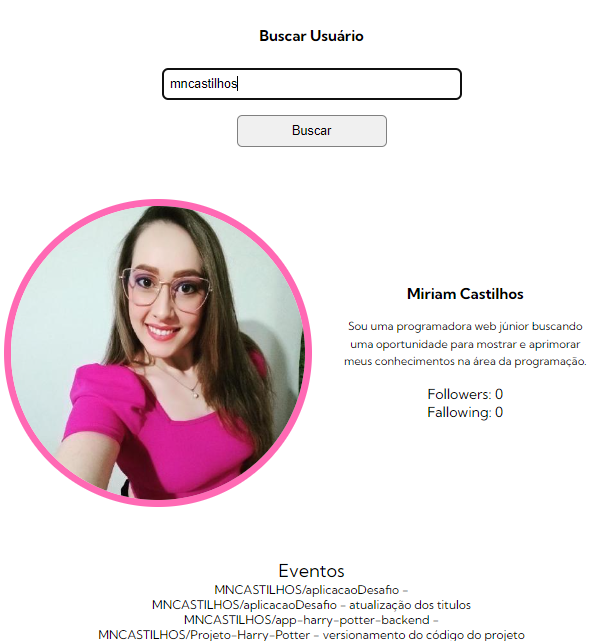 Buscar Usuário
mncastilhos
Buscar
Miriam Castilhos
Sou uma programadora web júnior buscando
uma oportunidade para mostrar e aprimorar
meus conhecimentos na área da programação.
Followers: 0
Fallowing: 0
Eventos
MNCASTILHOS/aplicacaoDesafio -
MNCASTILHOS/aplicacaoDesafio - atualização dos titulos
MNCASTILHOS/app-harry-potter-backend -
MNCASTILHOS/Projeto-Harry-Potter - versionamento do código do projeto